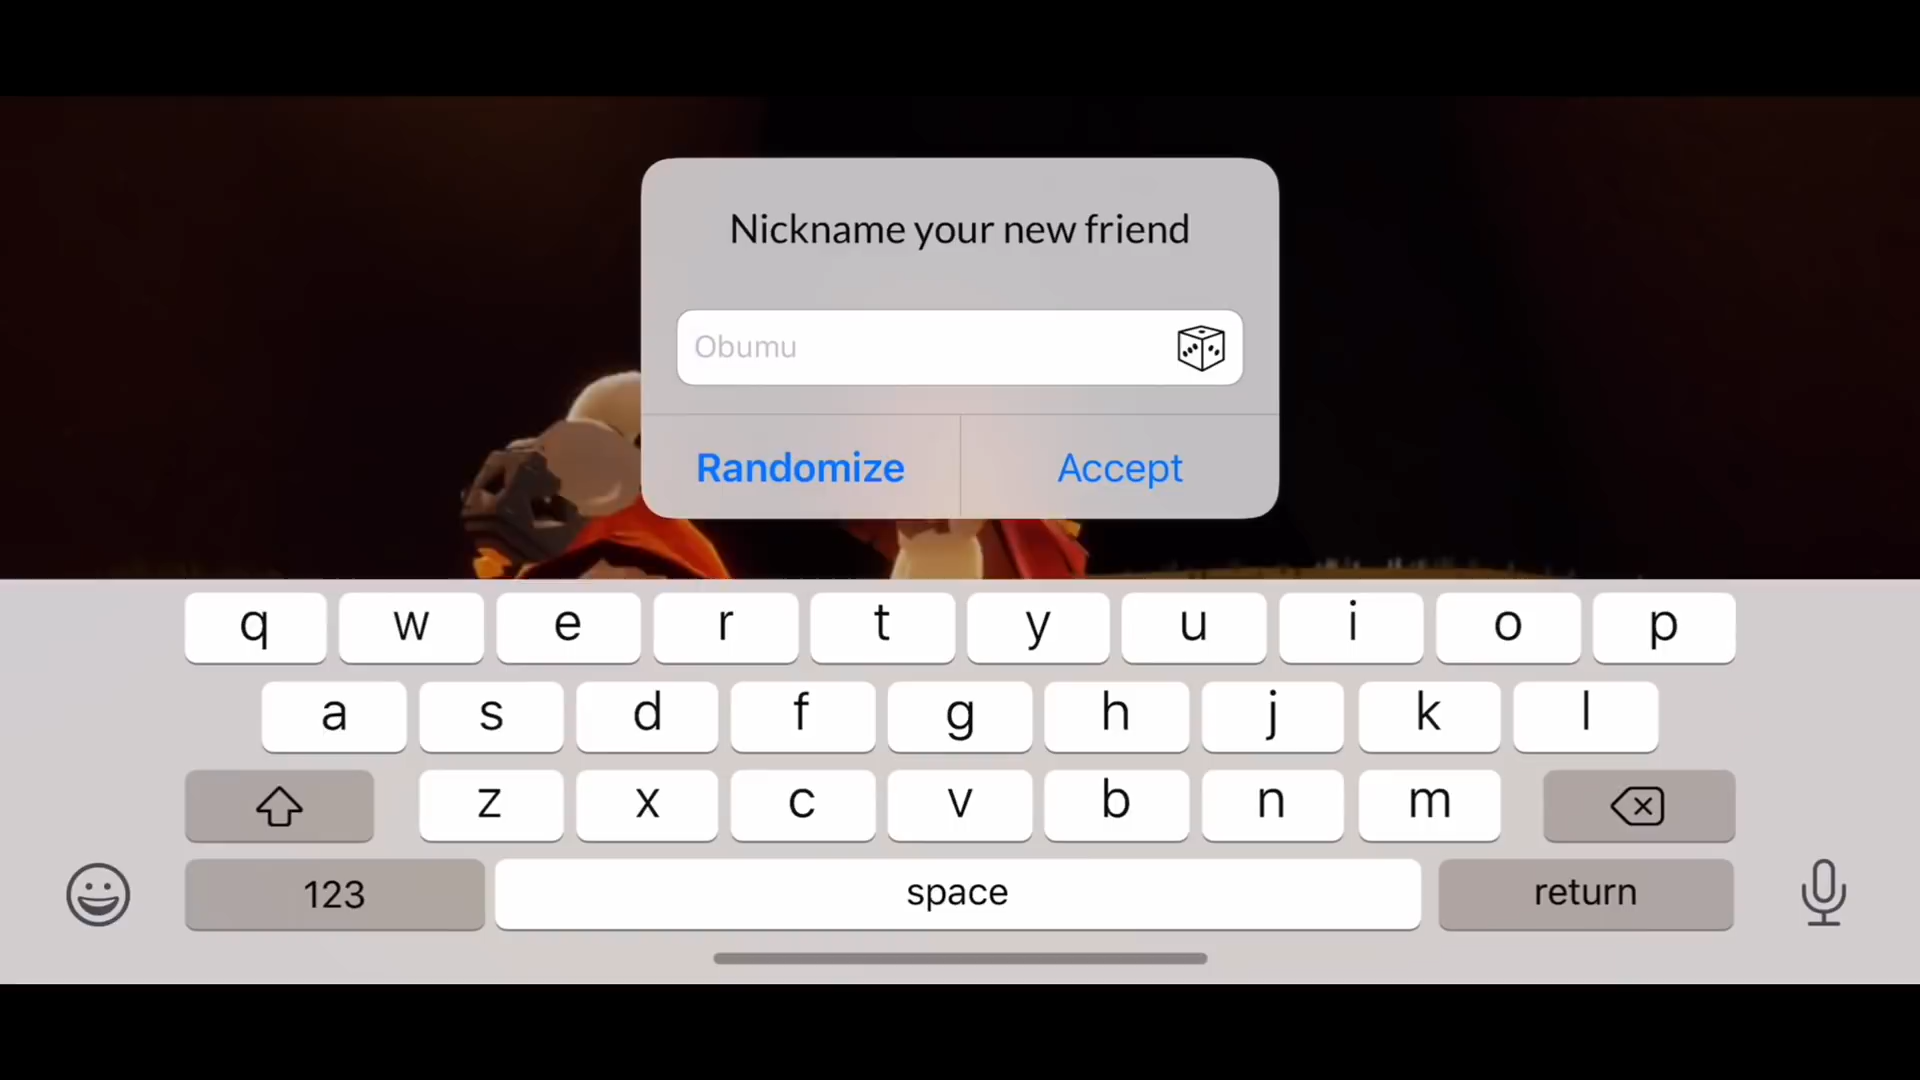 Nickname your new friend
Obumu
Randomize Accept
q w e r t y u i o p
a s d f g h j k l
z x c v b n m
123 space return